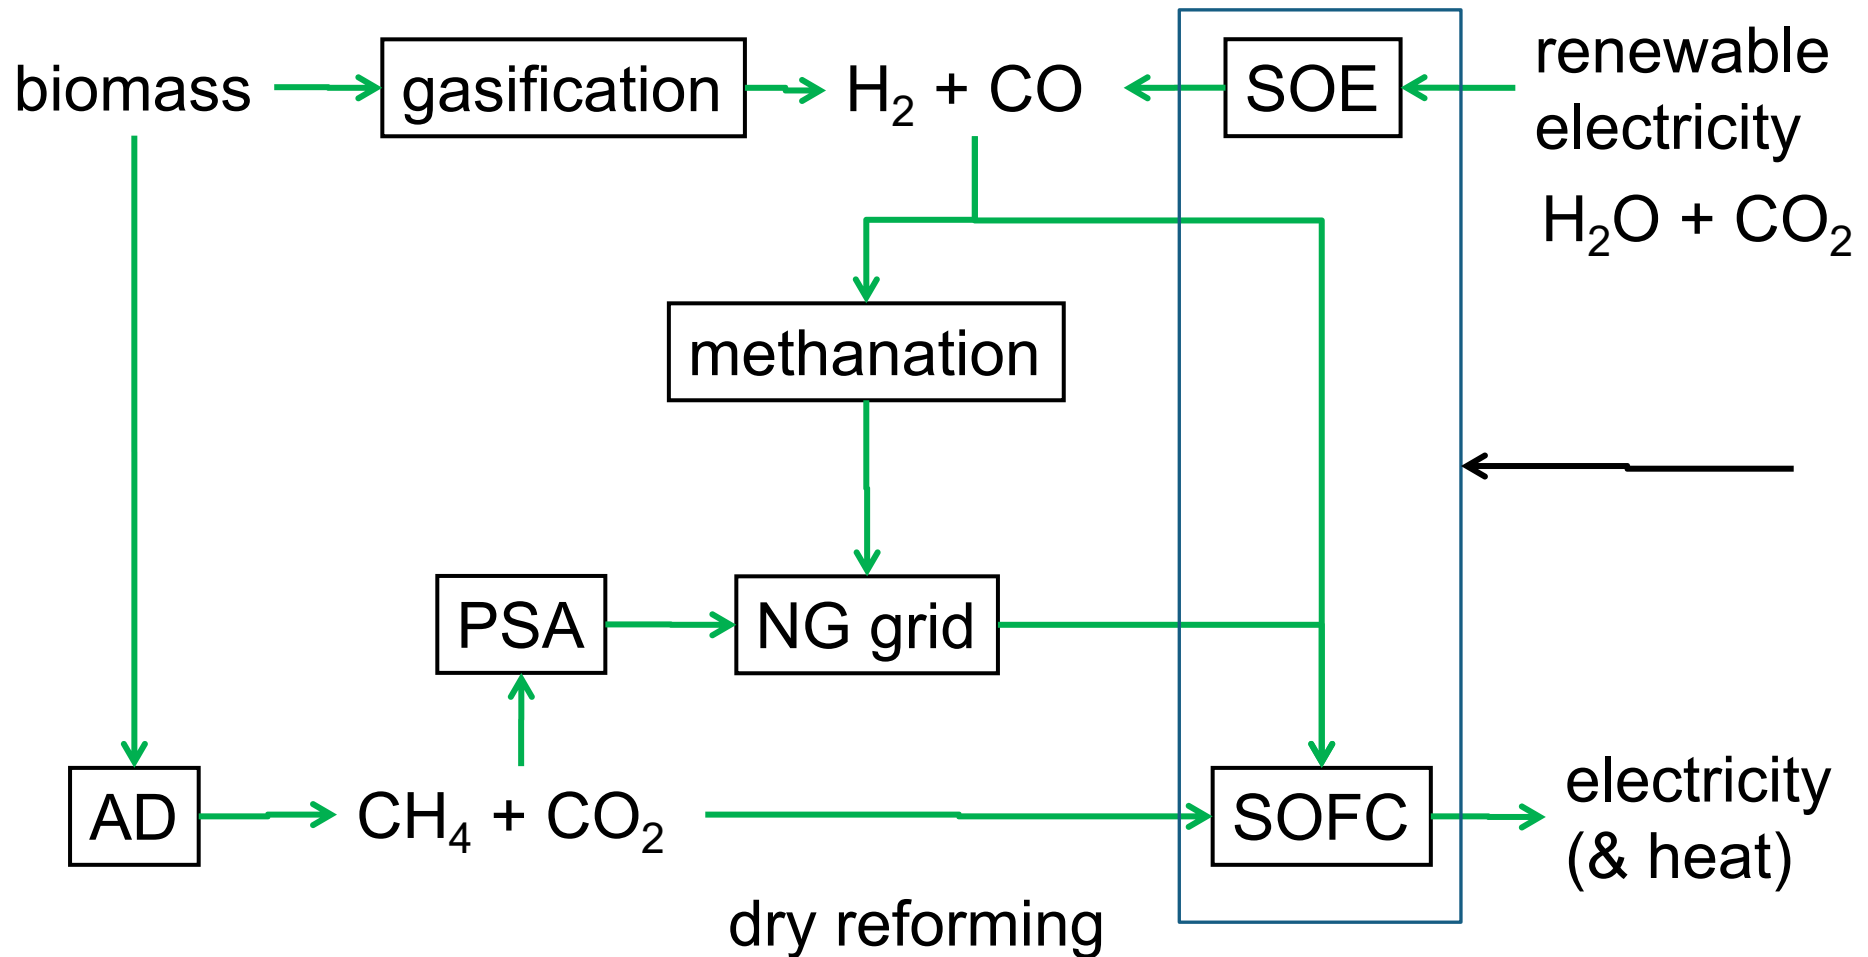 biomass
gasification
H₂ + CO
SOE
renewable
electricity
H₂O + CO₂
methanation
PSA
NG grid
AD
CH₄ + CO₂
SOFC
electricity
(& heat)
dry reforming